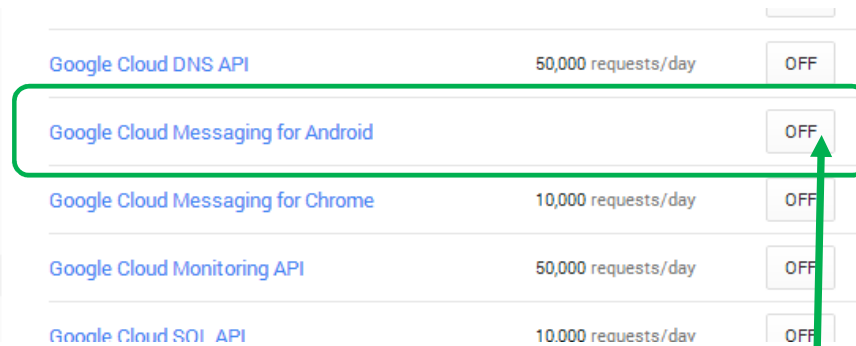 Google Cloud DNS API 50,000 requests/day OFF
Google Cloud Messaging for Android OFF
Google Cloud Messaging for Chrome 10,000 requests/day OFF
Google Cloud Monitoring API 50,000 requests/day OFF
Google Cloud SQL API 10,000 requests/day OFF